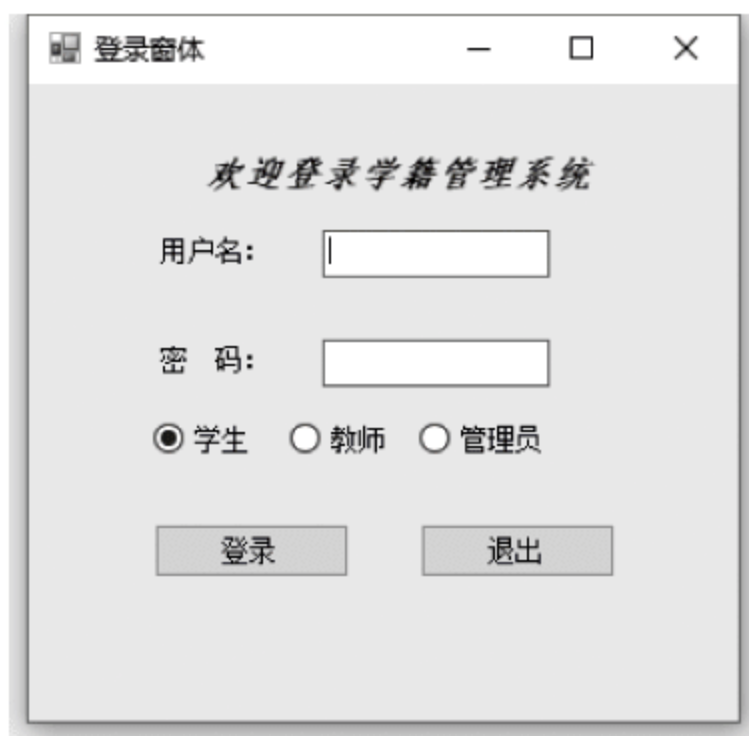 登录窗体
欢迎登录学籍管理系统
用户名：
密 码：
学生 教师 管理员
登录 退出